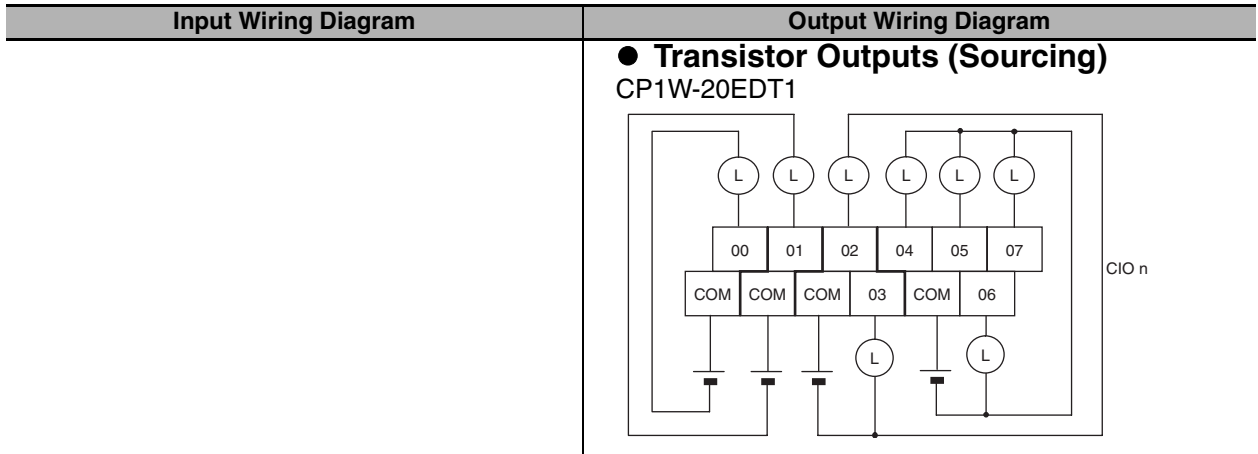 Input Wiring Diagram Output Wiring Diagram
● Transistor Outputs (Sourcing)
CP1W-20EDT1
L L L L L L
00 01 02 04 05 07
CIO n
COM COM COM 03 COM 06
L L